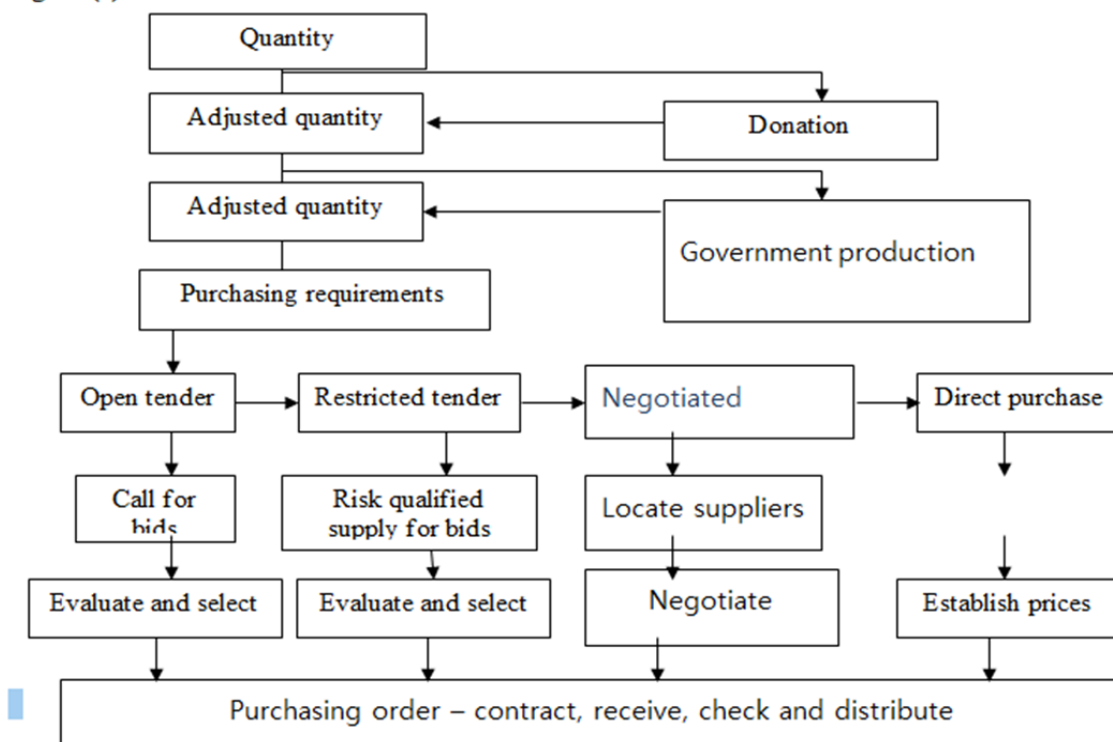 Quantity
Adjusted quantity
Donation
Adjusted quantity
Government production
Purchasing requirements
Open tender
Restricted tender
Negotiated
Direct purchase
Call for
bids
Risk qualified
supply for bids
Locate suppliers
Evaluate and select
Evaluate and select
Negotiate
Establish prices
Purchasing order – contract, receive, check and distribute